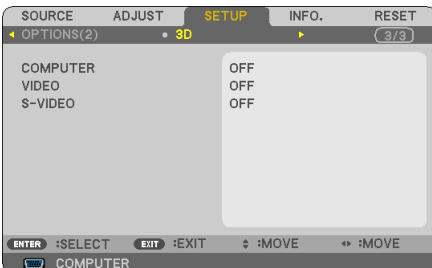 SOURCE ADJUST SETUP INFO. RESET
OPTIONS(2) 3D 3/3
COMPUTER OFF
VIDEO OFF
S-VIDEO OFF
ENTER :SELECT EXIT :EXIT :MOVE :MOVE
COMPUTER